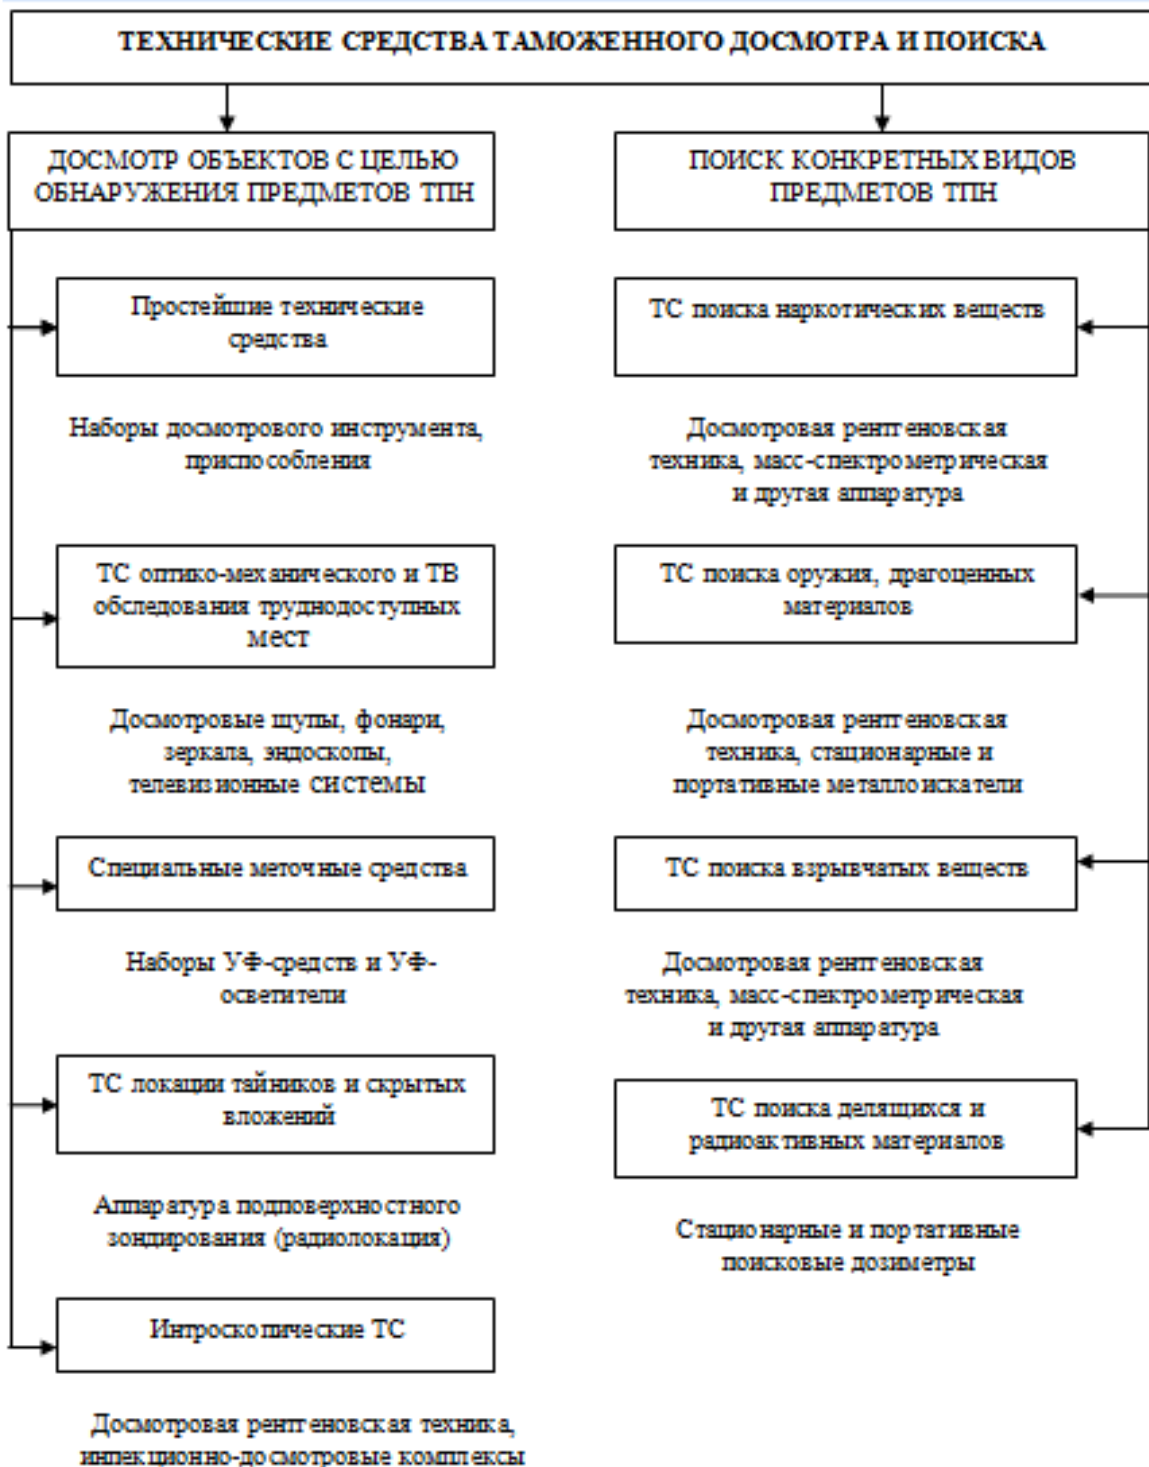 ТЕХНИЧЕСКИЕ СРЕДСТВА ТАМОЖЕННОГО ДОСМОТРА И ПОИСКА
ДОСМОТР ОБЪЕКТОВ С ЦЕЛЬЮ
ОБНАРУЖЕНИЯ ПРЕДМЕТОВ ТПН
Простейшие технические
средства
Наборы досмотрового инструмента,
приспособления
ТС оптико-механического и ТВ
обследования труднодоступных
мест
Досмотровые щупы, фонари,
зеркала, эндоскопы,
телевизионные системы
Специальные меточные средства
Наборы УФ-средств и УФ-
осветители
ТС локации тайников и скрытых
вложений
Аппаратура подповерхностного
зондирования (радиолокация)
Интроскопические ТС
Досмотровая рентгеновская техника,
инпекционно-досмотровые комплексы
ПОИСК КОНКРЕТНЫХ ВИДОВ
ПРЕДМЕТОВ ТПН
ТС поиска наркотических веществ
Досмотровая рентгеновская
техника, масс-спектрометрическая
и другая аппаратура
ТС поиска оружия, драгоценных
материалов
Досмотровая рентгеновская
техника, стационарные и
портативные металлоискатели
ТС поиска взрывчатых веществ
Досмотровая рентгеновская
техника, масс-спектрометрическая
и другая аппаратура
ТС поиска делящихся и
радиоактивных материалов
Стационарные и портативные
поисковые дозиметры